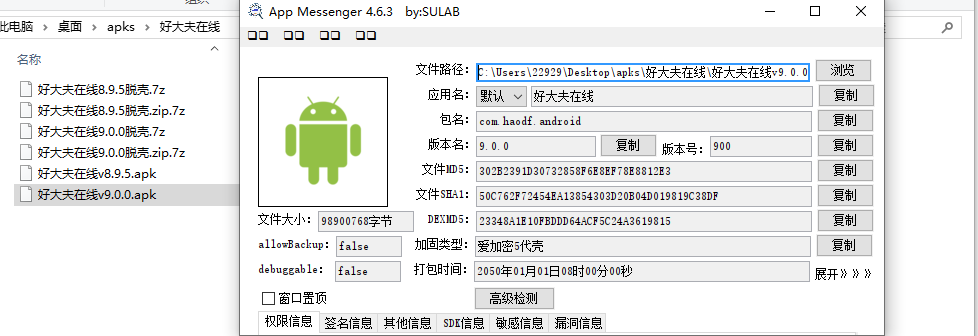 组织
此电脑 > 桌面 > apks > 好大夫在线
名称
好大夫在线8.9.5脱壳.7z
好大夫在线8.9.5脱壳.zip.7z
好大夫在线9.0.0脱壳.7z
好大夫在线9.0.0脱壳.zip.7z
好大夫在线v8.9.5.apk
好大夫在线v9.0.0.apk
App Messenger 4.6.3 by:SULAB
文件路径: C:\Users\22929\Desktop\apks\好大夫在线\好大夫在线v9.0.0 浏览
应用名: 默认 好大夫在线 复制
包名: com.haodf.android 复制
版本名: 9.0.0 复制 版本号: 900 复制
文件MD5: 302B2391D30732858F6E8EF78E8812E3 复制
文件SHA1: 50C762F72454EA13854303D20B04D019819C38DF 复制
文件大小: 98900768字节 DEXMD5: 23348A1E10FBDDD64ACF5C24A3619815 复制
allowBackup: false 加固类型: 爱加密5代壳 复制
debuggable: false 打包时间: 2050年01月01日08时00分00秒 展开》》》
窗口置顶 高级检测
权限信息 签名信息 其他信息 SDK信息 敏感信息 漏洞信息